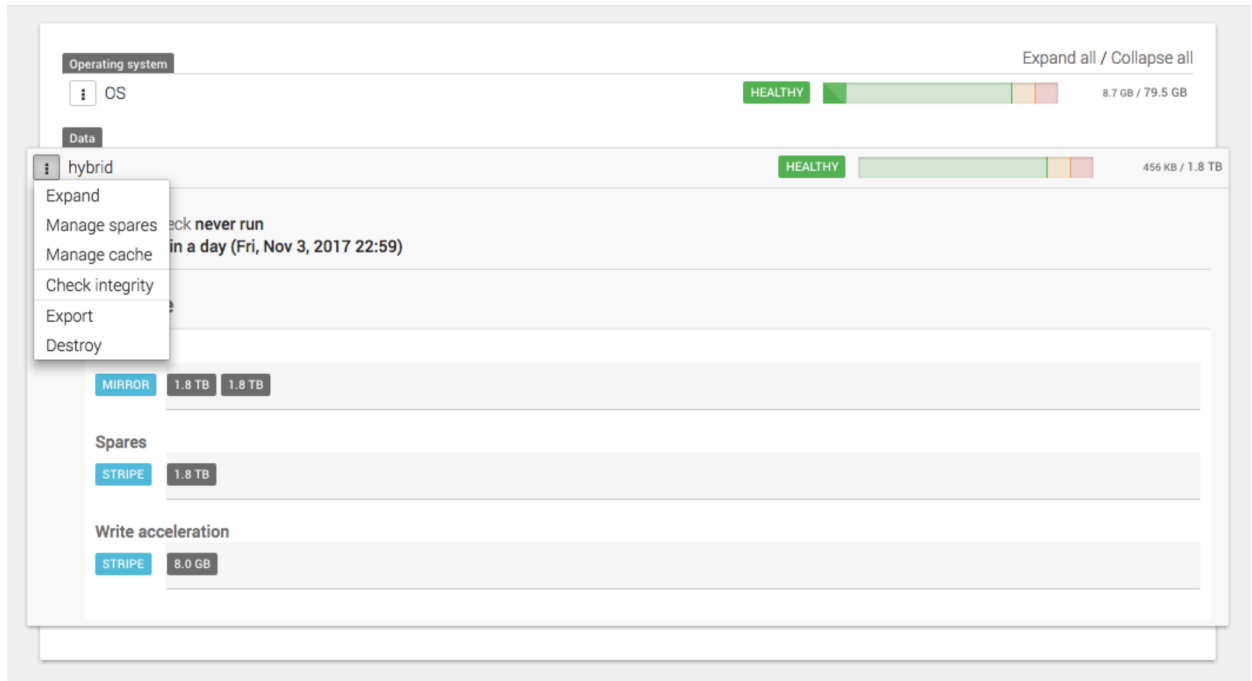 Operating system
Expand all / Collapse all
OS
HEALTHY
8.7 GB / 79.5 GB
Data
hybrid
HEALTHY
456 KB / 1.8 TB
Expand
Manage spares
never run
Manage cache
in a day (Fri, Nov 3, 2017 22:59)
Check integrity
Export
Destroy
MIRROR 1.8 TB 1.8 TB
Spares
STRIPE 1.8 TB
Write acceleration
STRIPE 8.0 GB